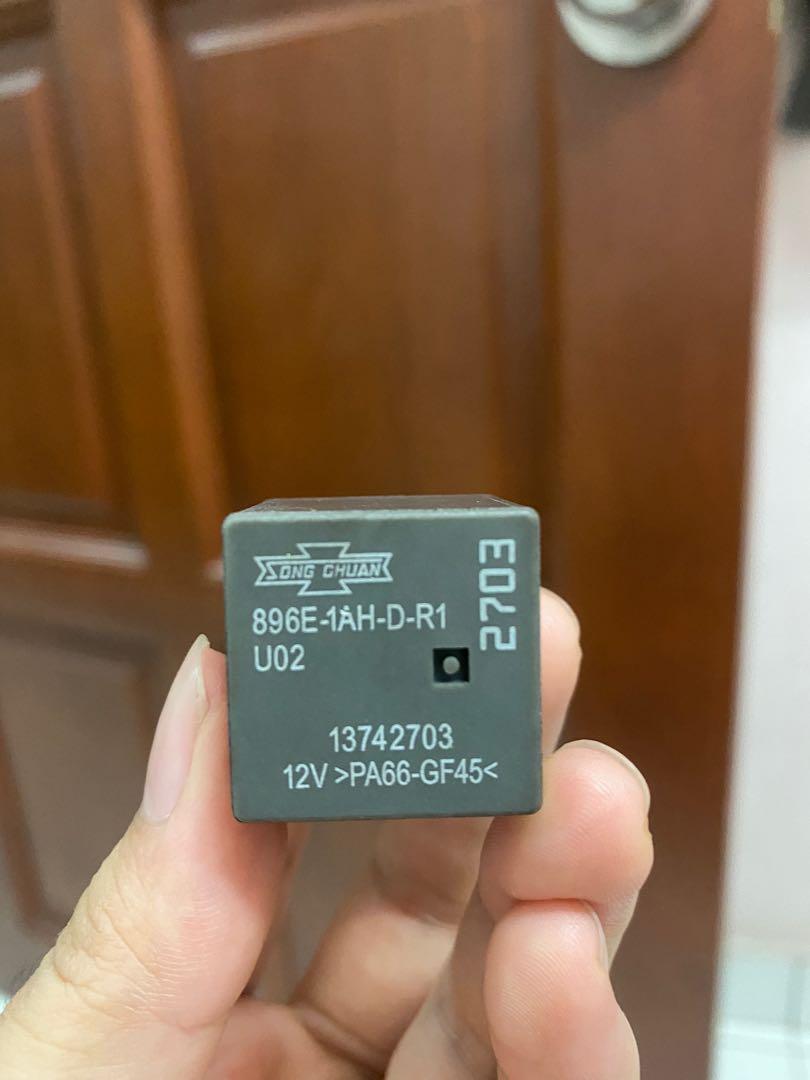 SONG CHUAN
896E-1AH-D-R1
U02
2703
13742703
12V >PA66-GF45<